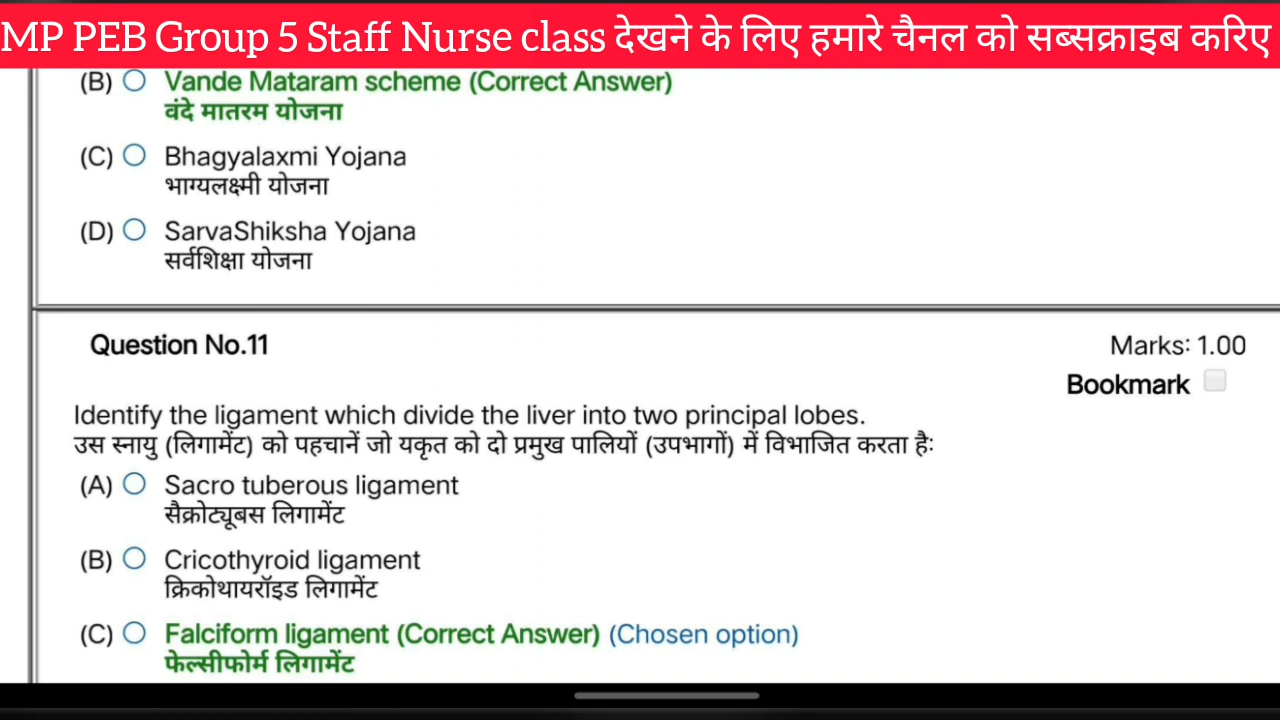 MP PEB Group 5 Staff Nurse class देखने के लिए हमारे चैनल को सब्सक्राइब करिए
(B) Vande Mataram scheme (Correct Answer)
वंदे मातरम योजना
(C) Bhagyalaxmi Yojana
भाग्यलक्ष्मी योजना
(D) SarvaShiksha Yojana
सर्वशिक्षा योजना
Question No.11 Marks: 1.00
Bookmark
Identify the ligament which divide the liver into two principal lobes.
उस स्नायु (लिगामेंट) को पहचानें जो यकृत को दो प्रमुख पालियों (उपभागों) में विभाजित करता हैः
(A) Sacro tuberous ligament
सैक्रोट्यूबस लिगामेंट
(B) Cricothyroid ligament
क्रिकोथायरॉइड लिगामेंट
(C) Falciform ligament (Correct Answer) (Chosen option)
फेल्सीफोर्म लिगामेंट